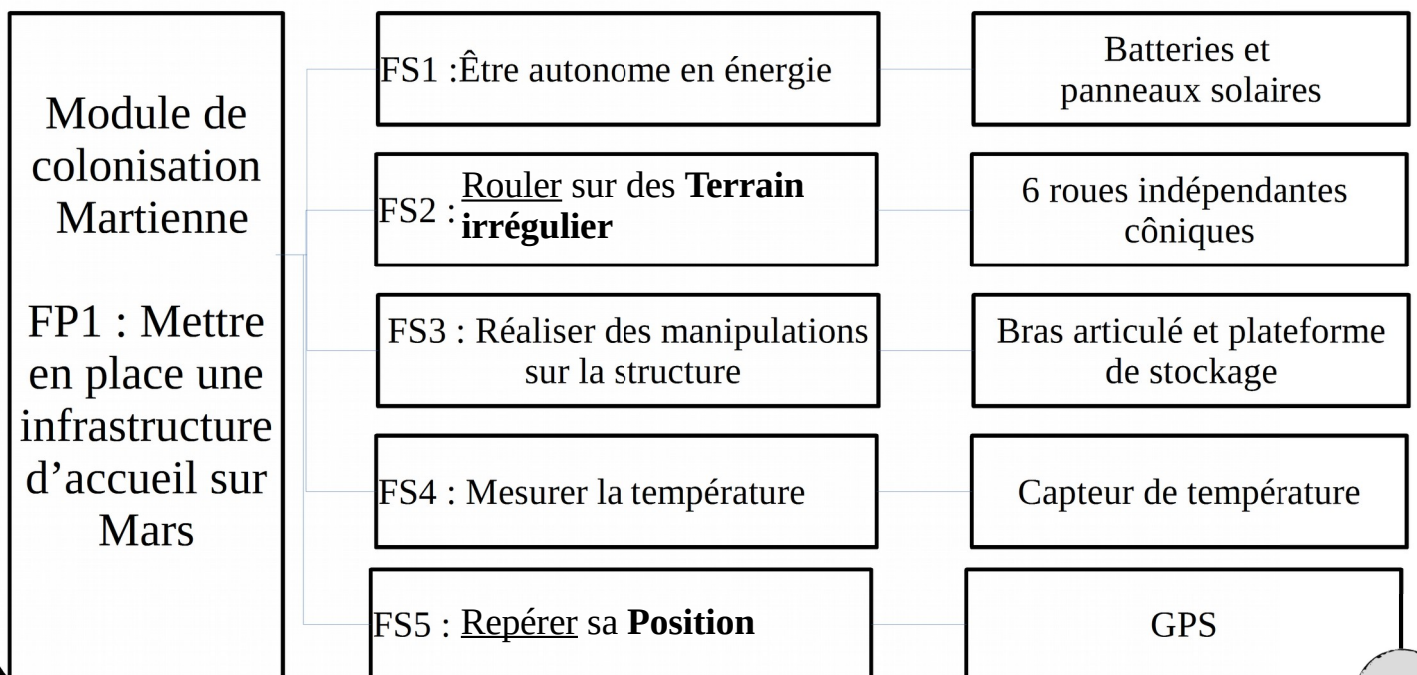 Module de
colonisation
Martienne
FP1 : Mettre
en place une
infrastructure
d’accueil sur
Mars
FS1 :Être autonome en énergie
Batteries et
panneaux solaires
FS2 : Rouler sur des Terrain
irrégulier
6 roues indépendantes
côniques
FS3 : Réaliser des manipulations
sur la structure
Bras articulé et plateforme
de stockage
FS4 : Mesurer la température
Capteur de température
FS5 : Repérer sa Position
GPS